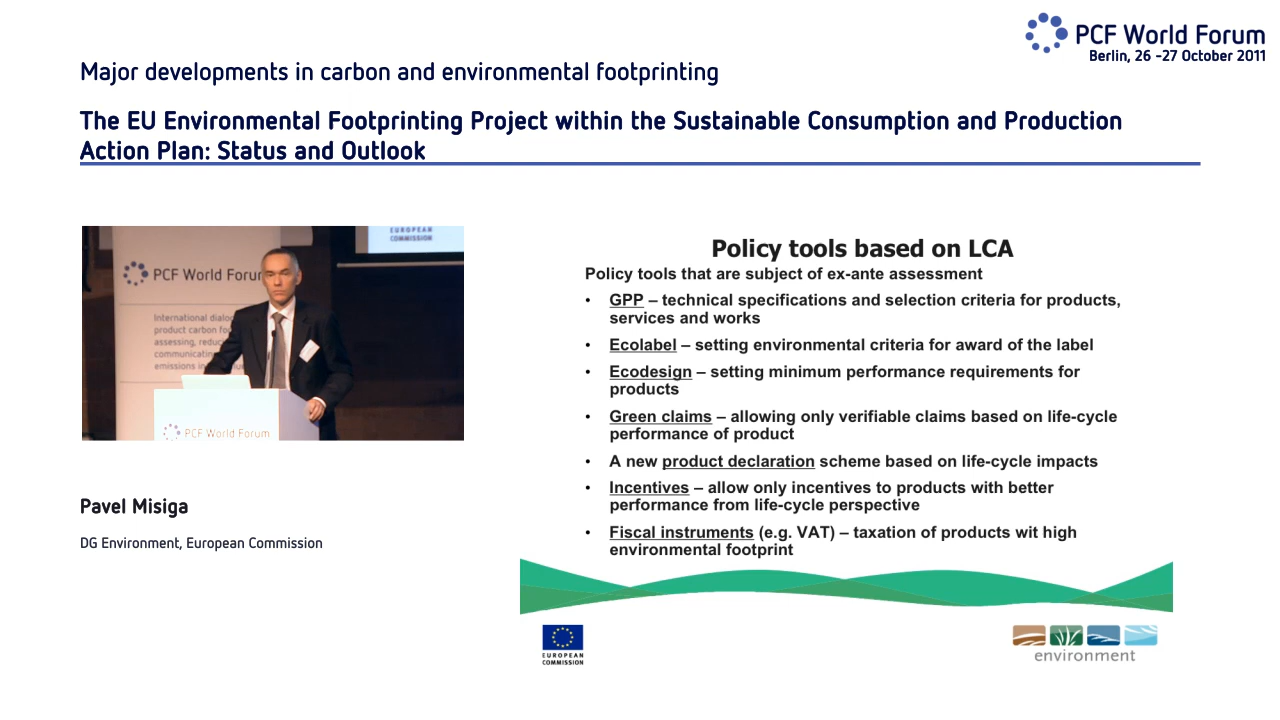 PCF World Forum
Berlin, 26 -27 October 2011
Major developments in carbon and environmental footprinting
The EU Environmental Footprinting Project within the Sustainable Consumption and Production
Action Plan: Status and Outlook
EUROPEAN
COMMISSION
PCF World Forum
International
product carbon
assessing,
communicating
emissions in
PCF World Forum
Pavel Misiga
DG Environment, European Commission
Policy tools based on LCA
Policy tools that are subject of ex-ante assessment
• GPP – technical specifications and selection criteria for products,
services and works
• Ecolabel – setting environmental criteria for award of the label
• Ecodesign – setting minimum performance requirements for
products
• Green claims – allowing only verifiable claims based on life-cycle
performance of product
• A new product declaration scheme based on life-cycle impacts
• Incentives – allow only incentives to products with better
performance from life-cycle perspective
• Fiscal instruments (e.g. VAT) – taxation of products wit high
environmental footprint
EUROPEAN
COMMISSION
environment